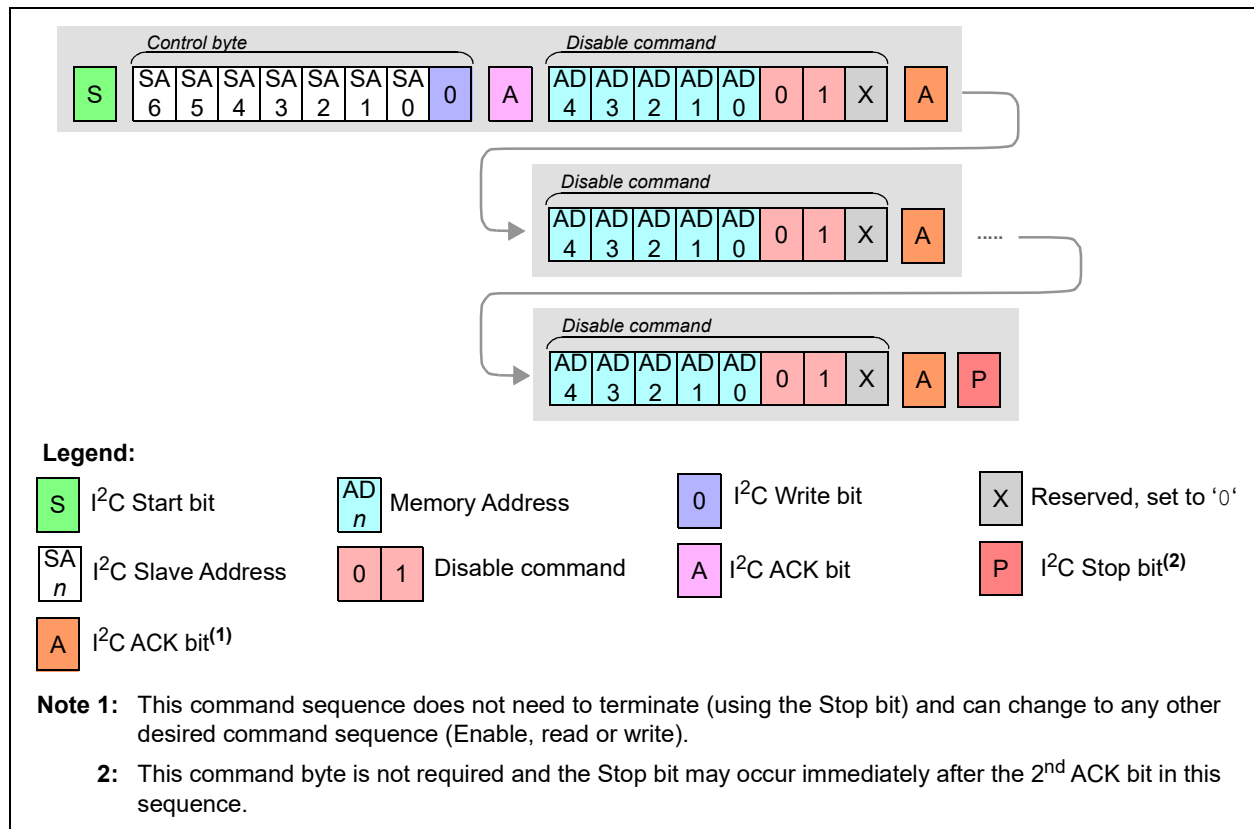 Control byte Disable command
S SA 6 SA 5 SA 4 SA 3 SA 2 SA 1 SA 0 0 A AD 4 AD 3 AD 2 AD 1 AD 0 0 1 X A
Disable command
AD 4 AD 3 AD 2 AD 1 AD 0 0 1 X A .....
Disable command
AD 4 AD 3 AD 2 AD 1 AD 0 0 1 X A P
Legend:
S I²C Start bit AD n Memory Address 0 I²C Write bit X Reserved, set to ‘0‘
SA n I²C Slave Address 0 1 Disable command A I²C ACK bit P I²C Stop bit(2)
A I²C ACK bit(1)
Note 1: This command sequence does not need to terminate (using the Stop bit) and can change to any other
desired command sequence (Enable, read or write).
2: This command byte is not required and the Stop bit may occur immediately after the 2nd ACK bit in this
sequence.